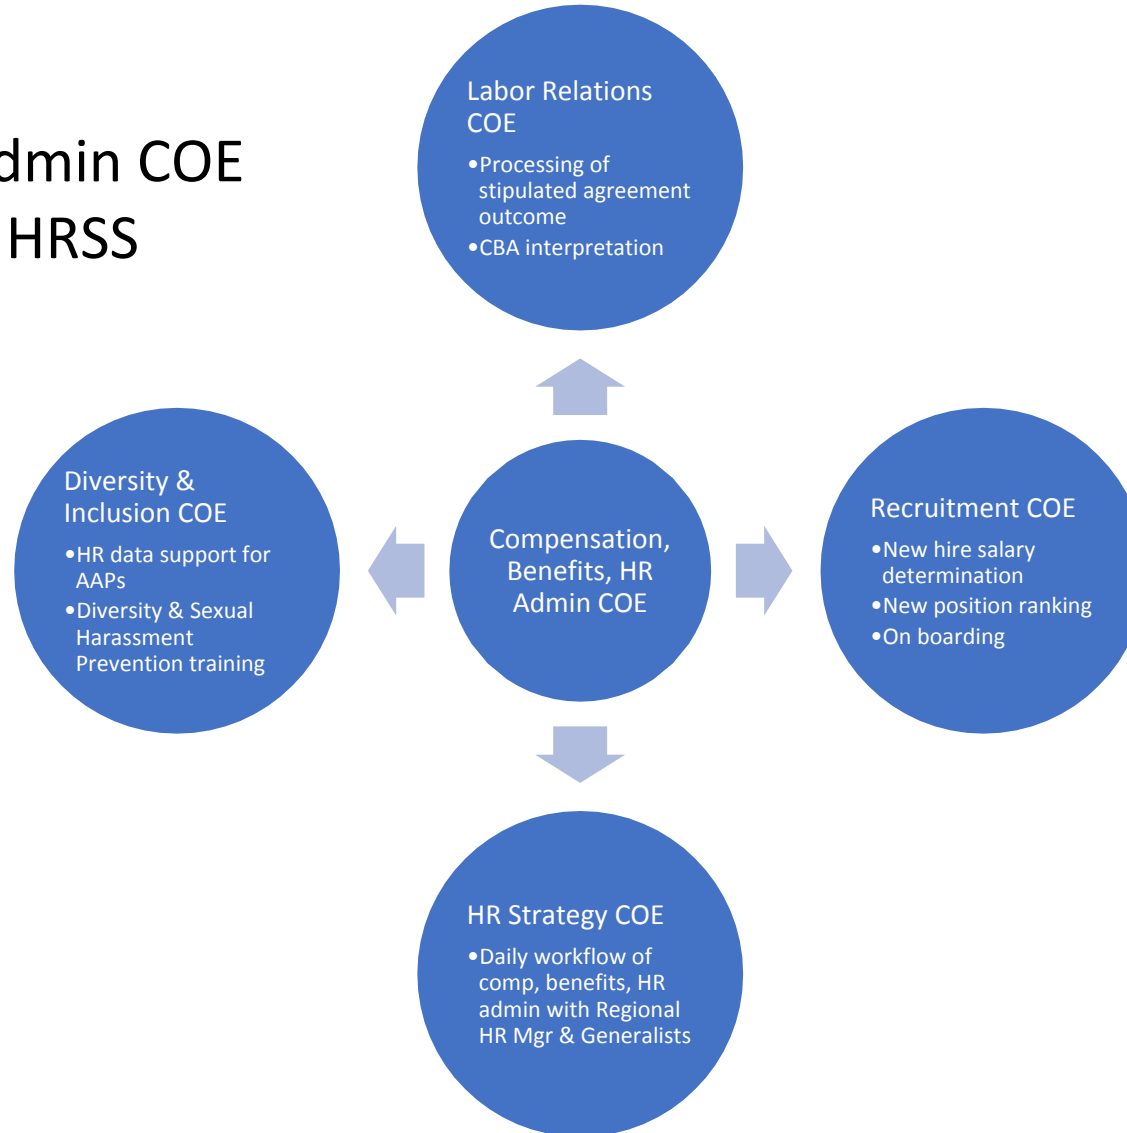 dmin COE
HRSS
Labor Relations
COE
•Processing of
stipulated agreement
outcome
•CBA interpretation
Diversity &
Inclusion COE
•HR data support for
AAPs
•Diversity & Sexual
Harassment
Prevention training
Compensation,
Benefits, HR
Admin COE
Recruitment COE
•New hire salary
determination
•New position ranking
•On boarding
HR Strategy COE
•Daily workflow of
comp, benefits, HR
admin with Regional
HR Mgr & Generalists